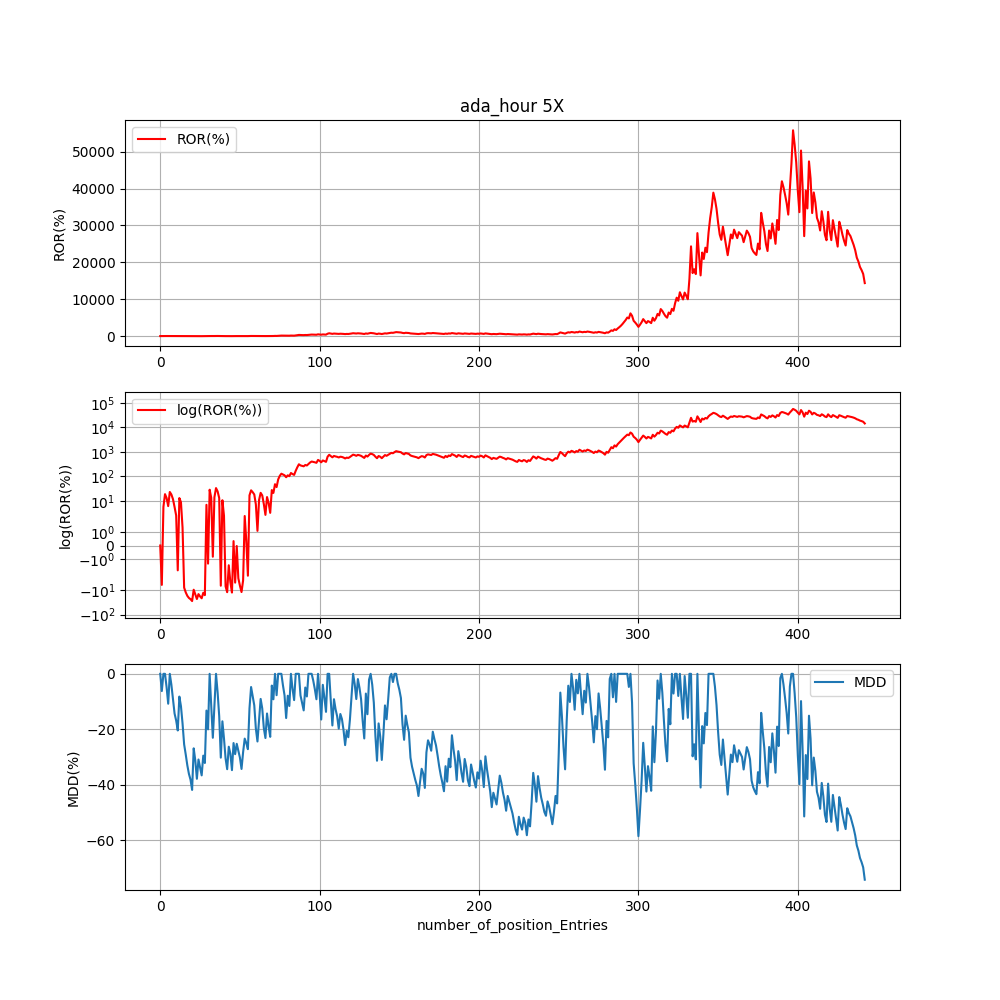 ada_hour 5X
ROR(%)
50000
40000
30000
20000
10000
0
ROR(%)
0 100 200 300 400
log(ROR(%))
10^5
10^4
10^3
10^2
10^1
10^0
0
−10^0
−10^1
−10^2
log(ROR(%))
0 100 200 300 400
MDD
0
−20
−40
−60
MDD(%)
0 100 200 300 400
number_of_position_Entries